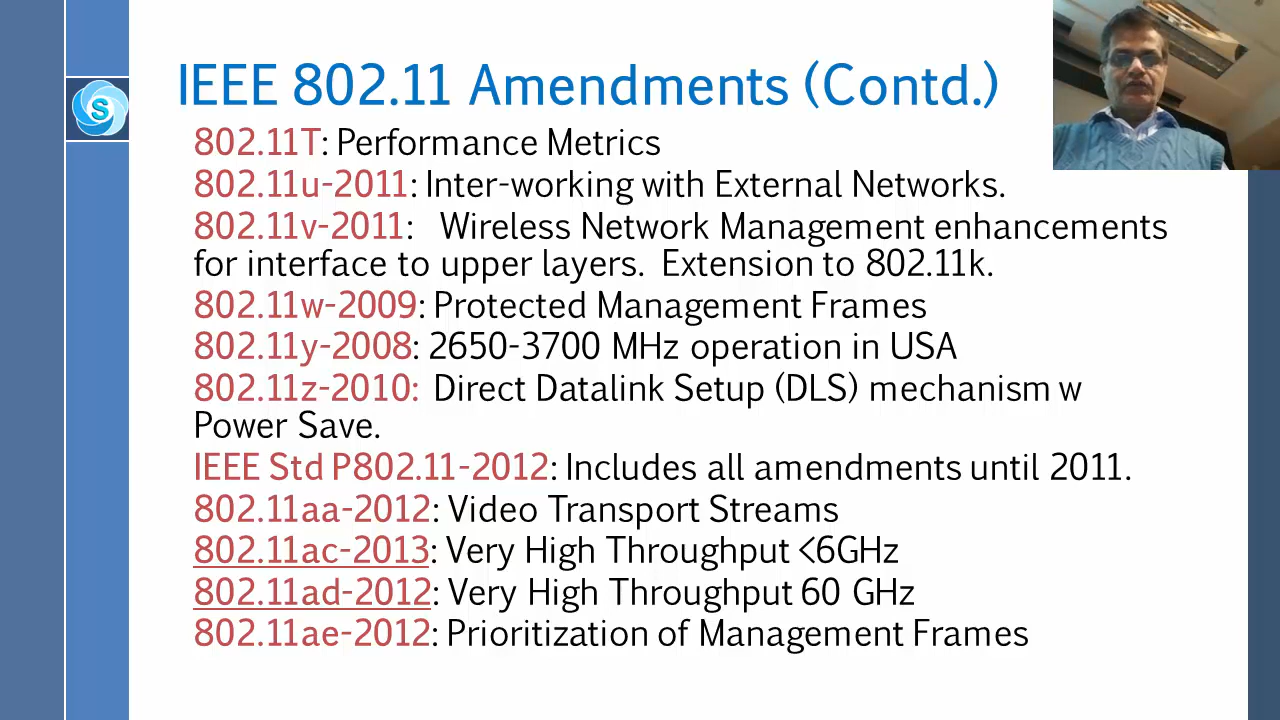 IEEE 802.11 Amendments (Contd.)
S
802.11T: Performance Metrics
802.11u-2011: Inter-working with External Networks.
802.11v-2011: Wireless Network Management enhancements
for interface to upper layers. Extension to 802.11k.
802.11w-2009: Protected Management Frames
802.11y-2008: 2650-3700 MHz operation in USA
802.11z-2010: Direct Datalink Setup (DLS) mechanism w
Power Save.
IEEE Std P802.11-2012: Includes all amendments until 2011.
802.11aa-2012: Video Transport Streams
802.11ac-2013: Very High Throughput <6GHz
802.11ad-2012: Very High Throughput 60 GHz
802.11ae-2012: Prioritization of Management Frames